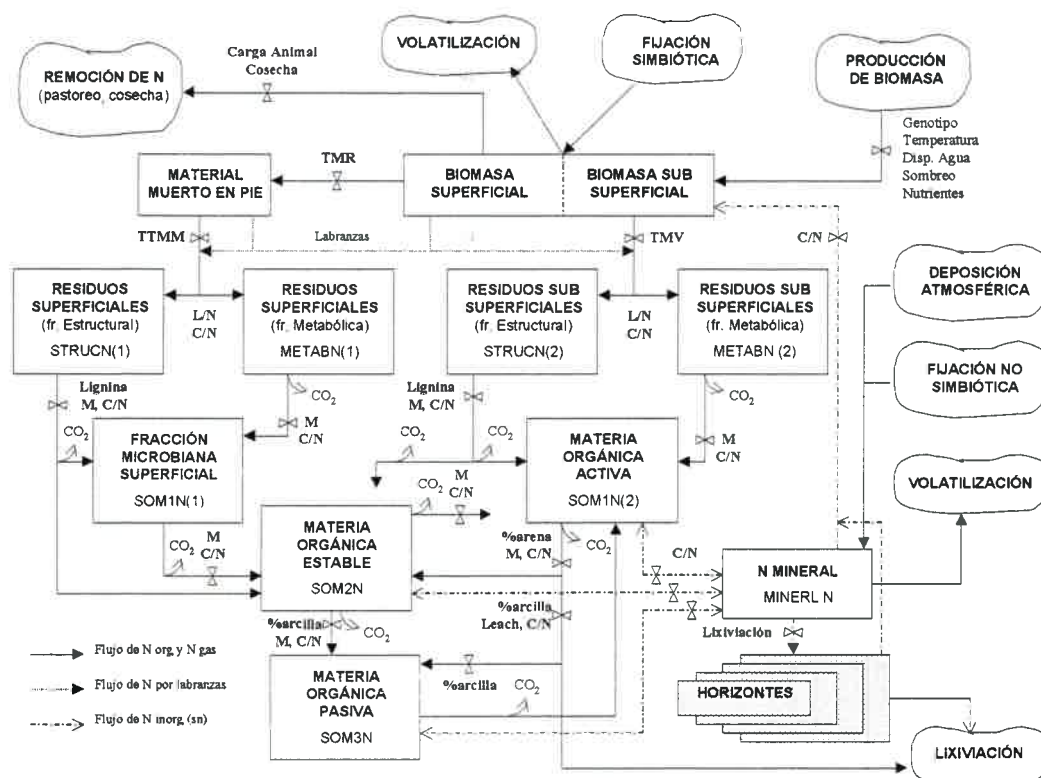 Carga Animal
Cosecha
REMOCIÓN DE N
(pastoreo, cosecha)
VOLATILIZACIÓN
FIJACIÓN
SIMBIÓTICA
PRODUCCIÓN
DE BIOMASA
Genotipo
Temperatura
Disp. Agua
Sombreo
Nutrientes
MATERIAL
MUERTO EN PIE
TMR
BIOMASA
SUPERFICIAL
BIOMASA SUB
SUPERFICIAL
TTMM
Labranzas
TMV
C/N
DEPOSICIÓN
ATMOSFÉRICA
RESIDUOS
SUPERFICIALES
(fr. Estructural)
STRUCN(1)
L/N
C/N
RESIDUOS
SUPERFICIALES
(fr. Metabólica)
METABN(1)
RESIDUOS SUB
SUPERFICIALES
(fr. Estructural)
STRUCN(2)
L/N
C/N
RESIDUOS SUB
SUPERFICIALES
(fr. Metabólica)
METABN (2)
FIJACIÓN NO
SIMBIÓTICA
Lignina
M, C/N
CO2
M
C/N
Lignina
M, C/N
CO2
M
C/N
CO2
FRACCIÓN
MICROBIANA
SUPERFICIAL
SOM1N(1)
CO2
CO2
MATERIA
ORGÁNICA
ACTIVA
SOM1N(2)
VOLATILIZACIÓN
CO2
M
C/N
CO2
M
C/N
MATERIA
ORGÁNICA
ESTABLE
SOM2N
%arena
M, C/N
CO2
C/N
N MINERAL
MINERL N
%arcilla
M, C/N
CO2
%arcilla
Leach, C/N
Lixiviación
MATERIA
ORGÁNICA
PASIVA
SOM3N
%arcilla
CO2
HORIZONTES
LIXIVIACIÓN
Flujo de N org y N gas
Flujo de N por labranzas
Flujo de N inorg (sn)